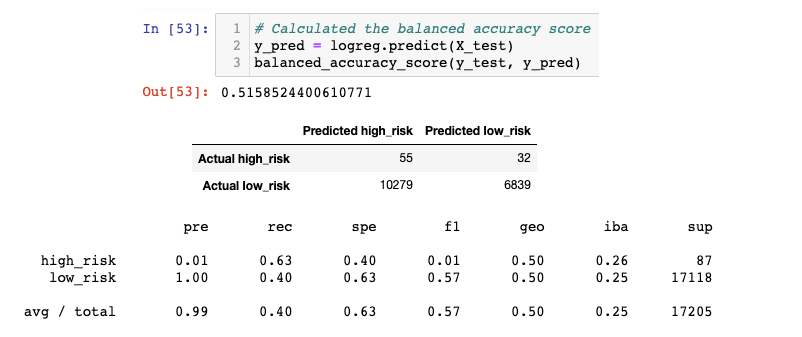 In [53]: 1 # Calculated the balanced accuracy score
2 y_pred = logreg.predict(X_test)
3 balanced_accuracy_score(y_test, y_pred)
Out[53]: 0.5158524400610771
Predicted high_risk Predicted low_risk
Actual high_risk 55 32
Actual low_risk 10279 6839
pre rec spe f1 geo iba sup
high_risk 0.01 0.63 0.40 0.01 0.50 0.26 87
low_risk 1.00 0.40 0.63 0.57 0.50 0.25 17118
avg / total 0.99 0.40 0.63 0.57 0.50 0.25 17205